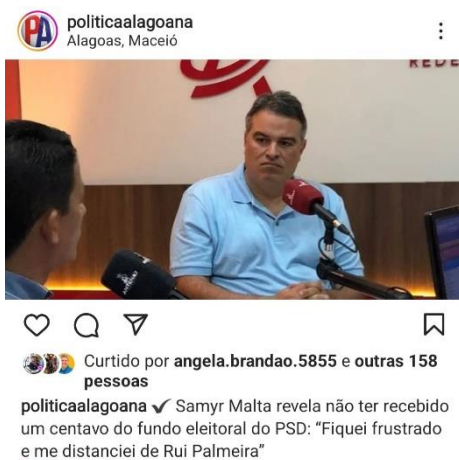 politicaalagoana
Alagoas, Maceió
PA
REDE
Curtido por angela.brandao.5855 e outras 158
pessoas
politicaalagoana ✓ Samyr Malta revela não ter recebido
um centavo do fundo eleitoral do PSD: “Fiquei frustrado
e me distanciei de Rui Palmeira”